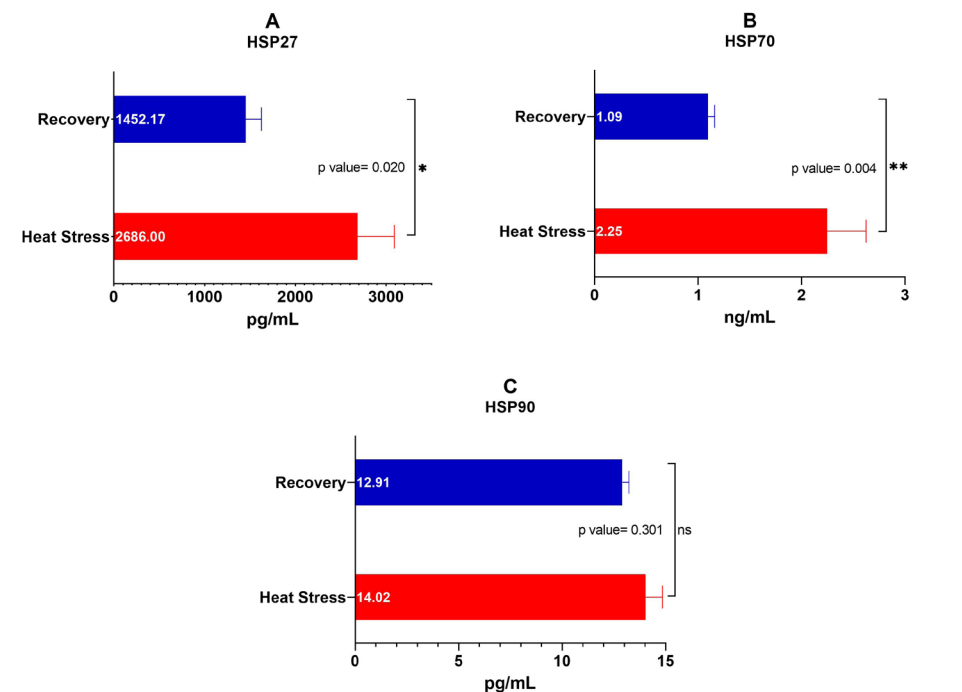 A
HSP27
Recovery
1452.17
p value= 0.020
*
Heat Stress
2686.00
0 1000 2000 3000
pg/mL
B
HSP70
Recovery
1.09
p value= 0.004
**
Heat Stress
2.25
0 1 2 3
ng/mL
C
HSP90
Recovery
12.91
p value= 0.301
ns
Heat Stress
14.02
0 5 10 15
pg/mL